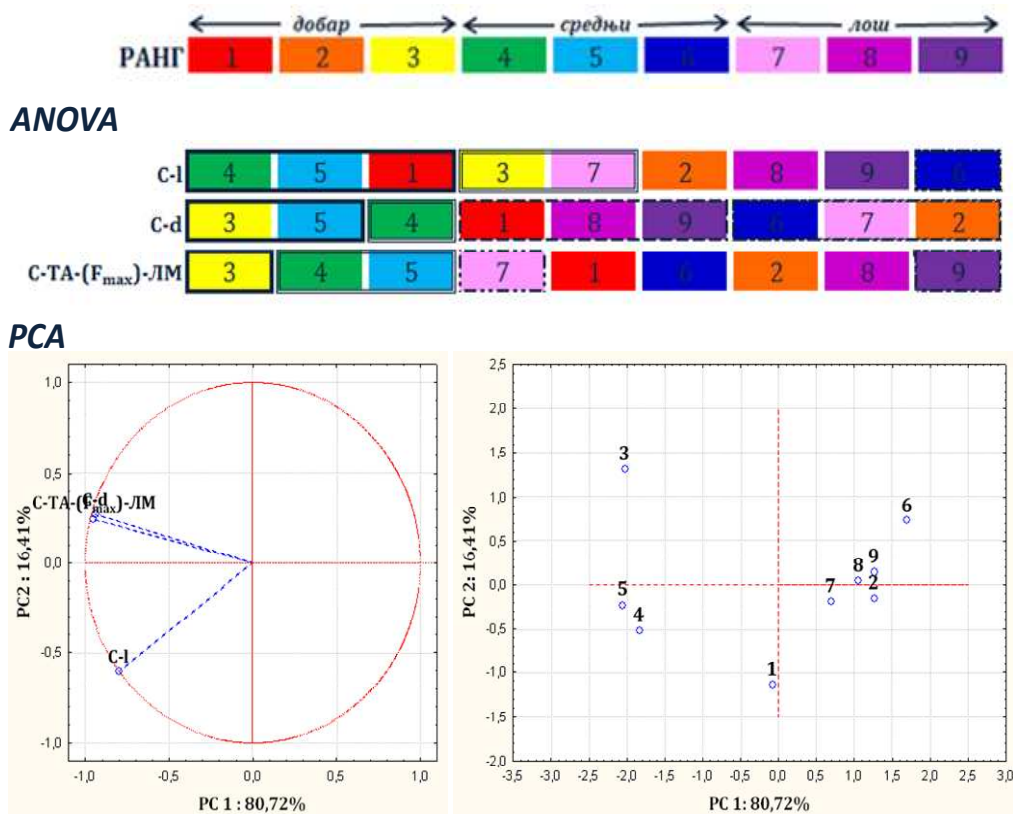 добар средњи лош
РАНГ 1 2 3 4 5 6 7 8 9
ANOVA
C-l 4 5 1 3 7 2 8 9 6
C-d 3 5 4 1 8 9 6 7 2
С-ТА-(Fmax)-ЛМ 3 4 5 7 1 6 2 8 9
PCA
1,0
0,5
0,0
-0,5
-1,0
-1,0 -0,5 0,0 0,5 1,0
PC2 : 16,41%
PC 1 : 80,72%
C-d
С-ТА-(Fmax)-ЛМ
C-l
2,5
2,0
1,5
1,0
0,5
0,0
-0,5
-1,0
-1,5
-2,0
-3,5 -3,0 -2,5 -2,0 -1,5 -1,0 -0,5 0,0 0,5 1,0 1,5 2,0 2,5 3,0
PC 2: 16,41%
PC 1 : 80,72%
3
6
9
8
2
7
5
4
1